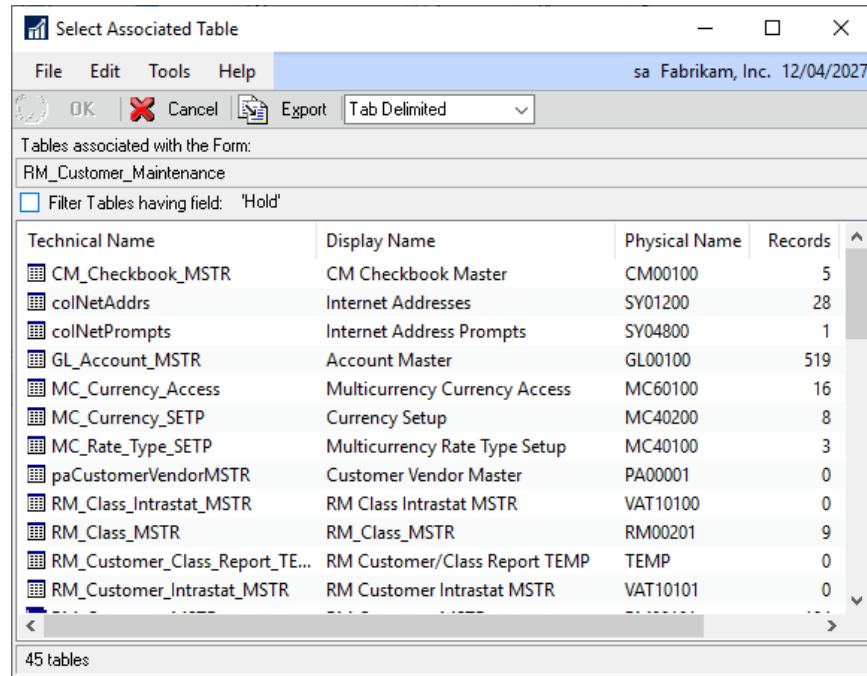 Select Associated Table
File Edit Tools Help sa Fabrikam, Inc. 12/04/2027
OK Cancel Export Tab Delimited
Tables associated with the Form:
RM_Customer_Maintenance
Filter Tables having field: 'Hold'
Technical Name Display Name Physical Name Records
CM_Checkbook_MSTR CM Checkbook Master CM00100 5
colNetAddrs Internet Addresses SY01200 28
colNetPrompts Internet Address Prompts SY04800 1
GL_Account_MSTR Account Master GL00100 519
MC_Currency_Access Multicurrency Currency Access MC60100 16
MC_Currency_SETP Currency Setup MC40200 8
MC_Rate_Type_SETP Multicurrency Rate Type Setup MC40100 3
paCustomerVendorMSTR Customer Vendor Master PA00001 0
RM_Class_Intrastat_MSTR RM Class Intrastat MSTR VAT10100 0
RM_Class_MSTR RM_Class_MSTR RM00201 9
RM_Customer_Class_Report_TE... RM Customer/Class Report TEMP TEMP 0
RM_Customer_Intrastat_MSTR RM Customer Intrastat MSTR VAT10101 0
45 tables